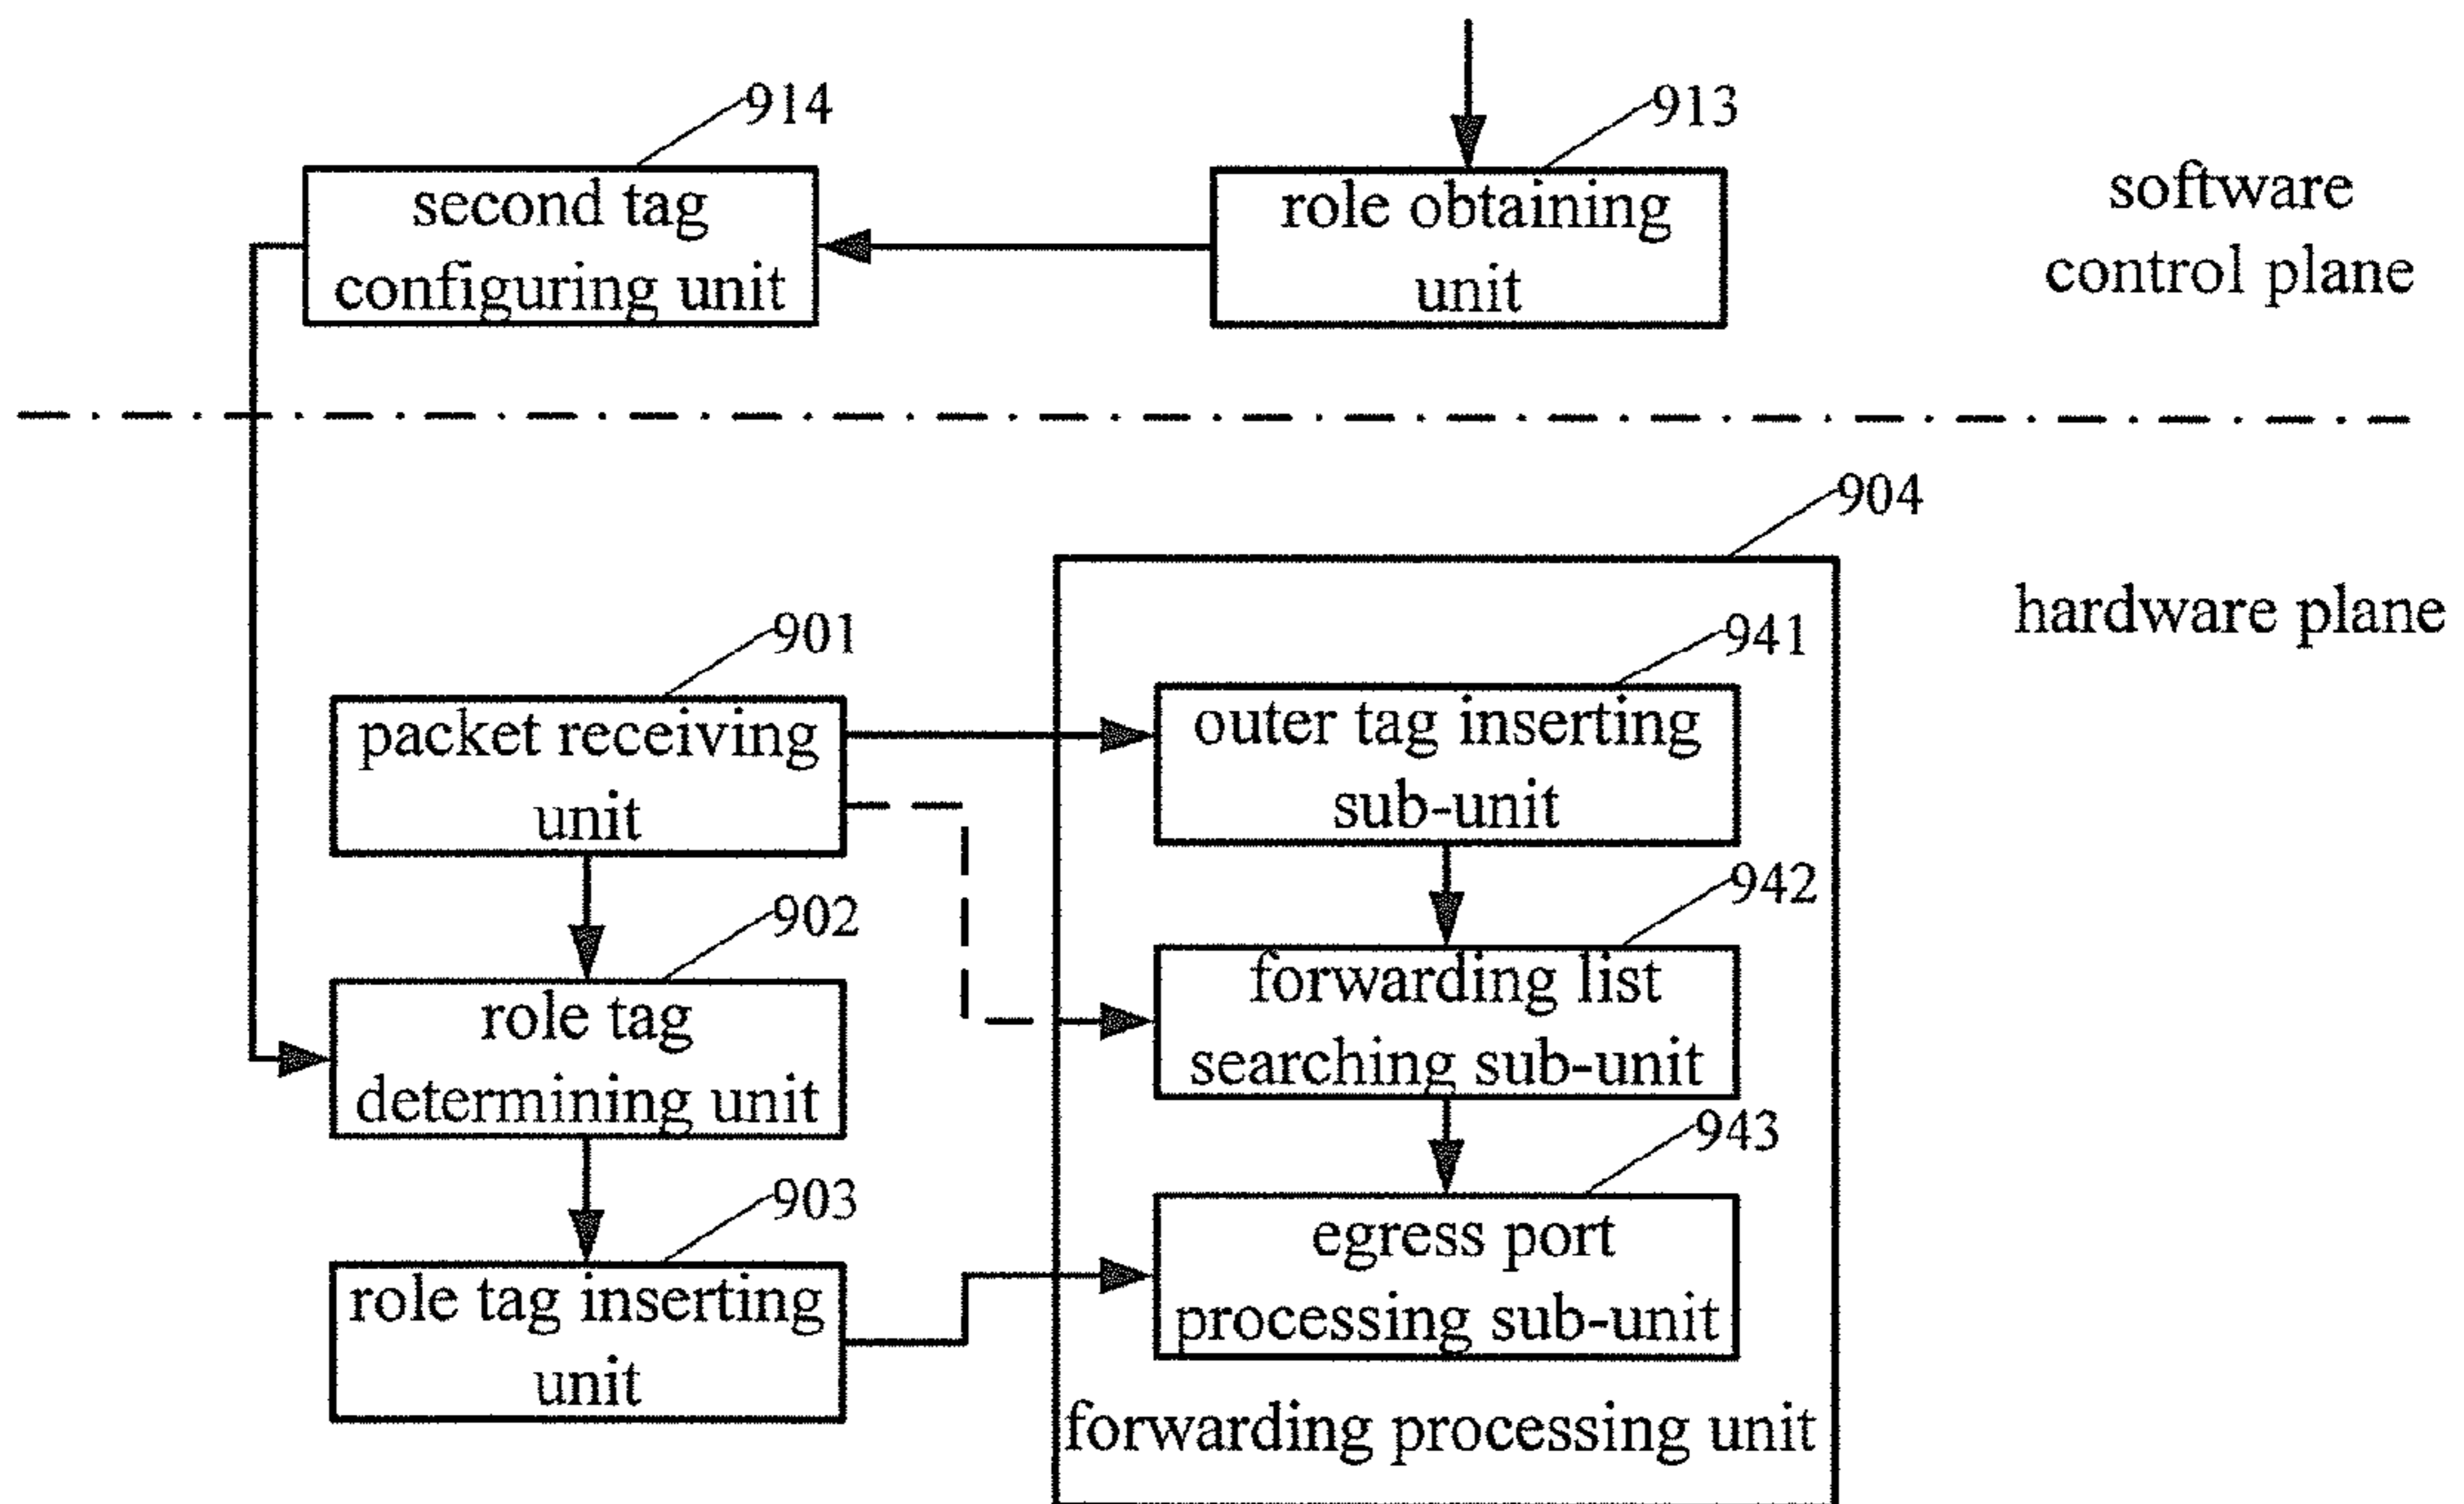 914
913
second tag
configuring unit
role obtaining
unit
software
control plane
904
hardware plane
901
941
packet receiving
unit
outer tag inserting
sub-unit
902
942
role tag
determining unit
forwarding list
searching sub-unit
903
943
role tag inserting
unit
egress port
processing sub-unit
forwarding processing unit